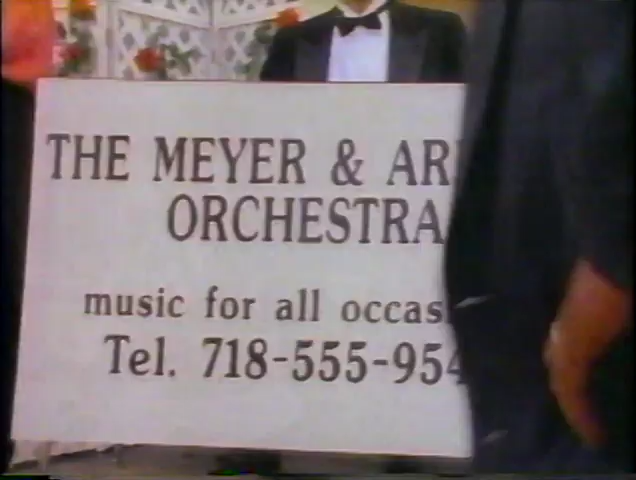 THE MEYER & AR
ORCHESTRA
music for all occas
Tel. 718-555-954